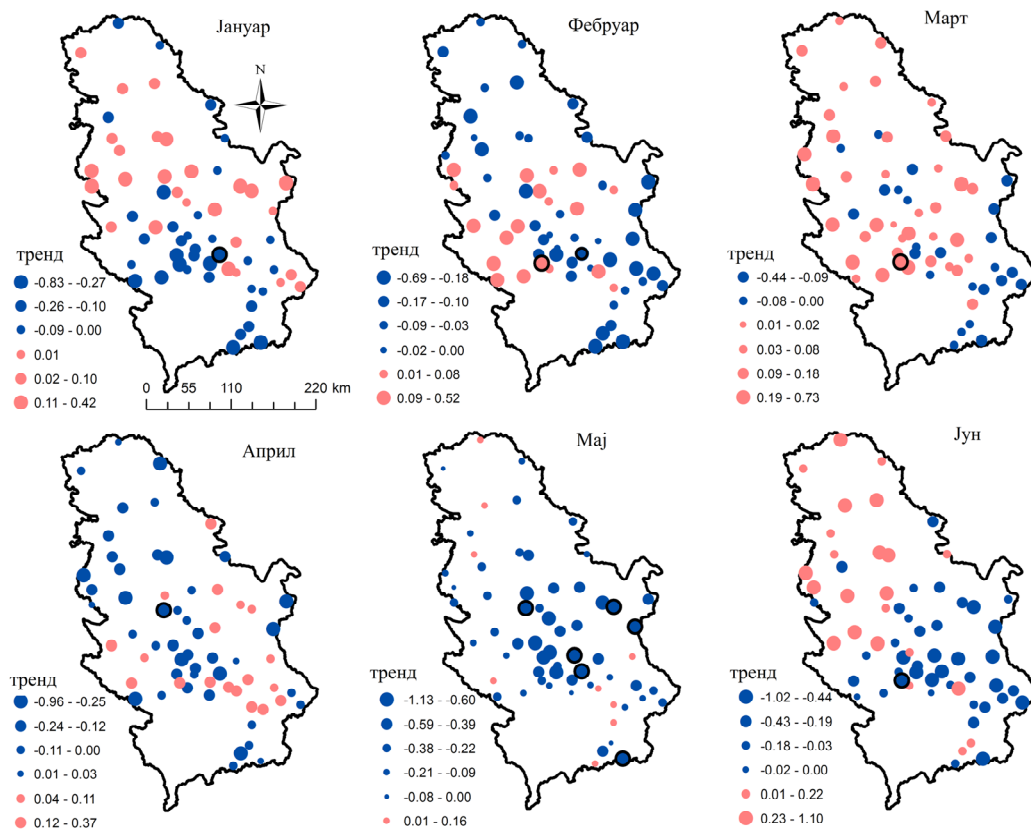 Јануар
N
тренд
-0.83 - -0.27
-0.26 - -0.10
-0.09 - 0.00
0.01
0.02 - 0.10
0.11 - 0.42
0 55 110 220 km
Фебруар
тренд
-0.69 - -0.18
-0.17 - -0.10
-0.09 - -0.03
-0.02 - 0.00
0.01 - 0.08
0.09 - 0.52
Март
тренд
-0.44 - -0.09
-0.08 - 0.00
0.01 - 0.02
0.03 - 0.08
0.09 - 0.18
0.19 - 0.73
Април
тренд
-0.96 - -0.25
-0.24 - -0.12
-0.11 - 0.00
0.01 - 0.03
0.04 - 0.11
0.12 - 0.37
Мај
тренд
-1.13 - -0.60
-0.59 - -0.39
-0.38 - -0.22
-0.21 - -0.09
-0.08 - 0.00
0.01 - 0.16
Јун
тренд
-1.02 - -0.44
-0.43 - -0.19
-0.18 - -0.03
-0.02 - 0.00
0.01 - 0.22
0.23 - 1.10